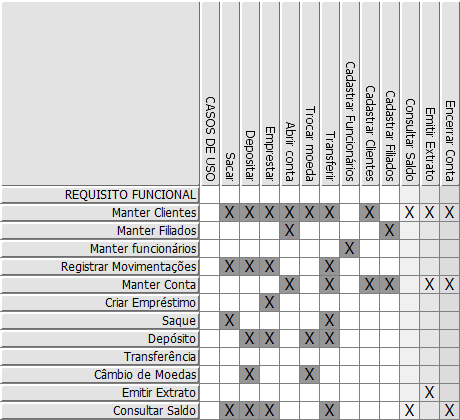 CASOS DE USO
Sacar
Depositar
Emprestar
Abrir conta
Trocar moeda
Transferir
Cadastrar Funcionários
Cadastrar Clientes
Cadastrar Filiados
Consultar Saldo
Emitir Extrato
Encerrar Conta
REQUISITO FUNCIONAL
Manter Clientes X X X X X X X X X X
Manter Filiados X X
Manter funcionários X
Registrar Movimentações X X X X
Manter Conta X X X X X X
Criar Empréstimo X
Saque X X
Depósito X X X X
Transferência
Câmbio de Moedas X X
Emitir Extrato X
Consultar Saldo X X X X X X